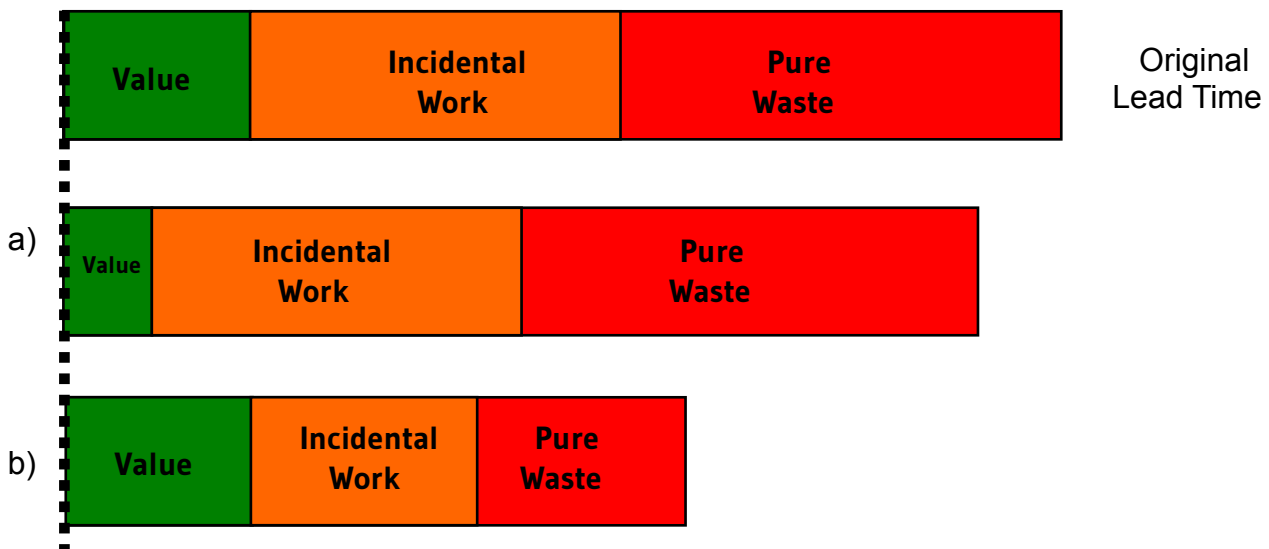 Value
Incidental
Work
Pure
Waste
Original
Lead Time
a)
Value
Incidental
Work
Pure
Waste
b)
Value
Incidental
Work
Pure
Waste